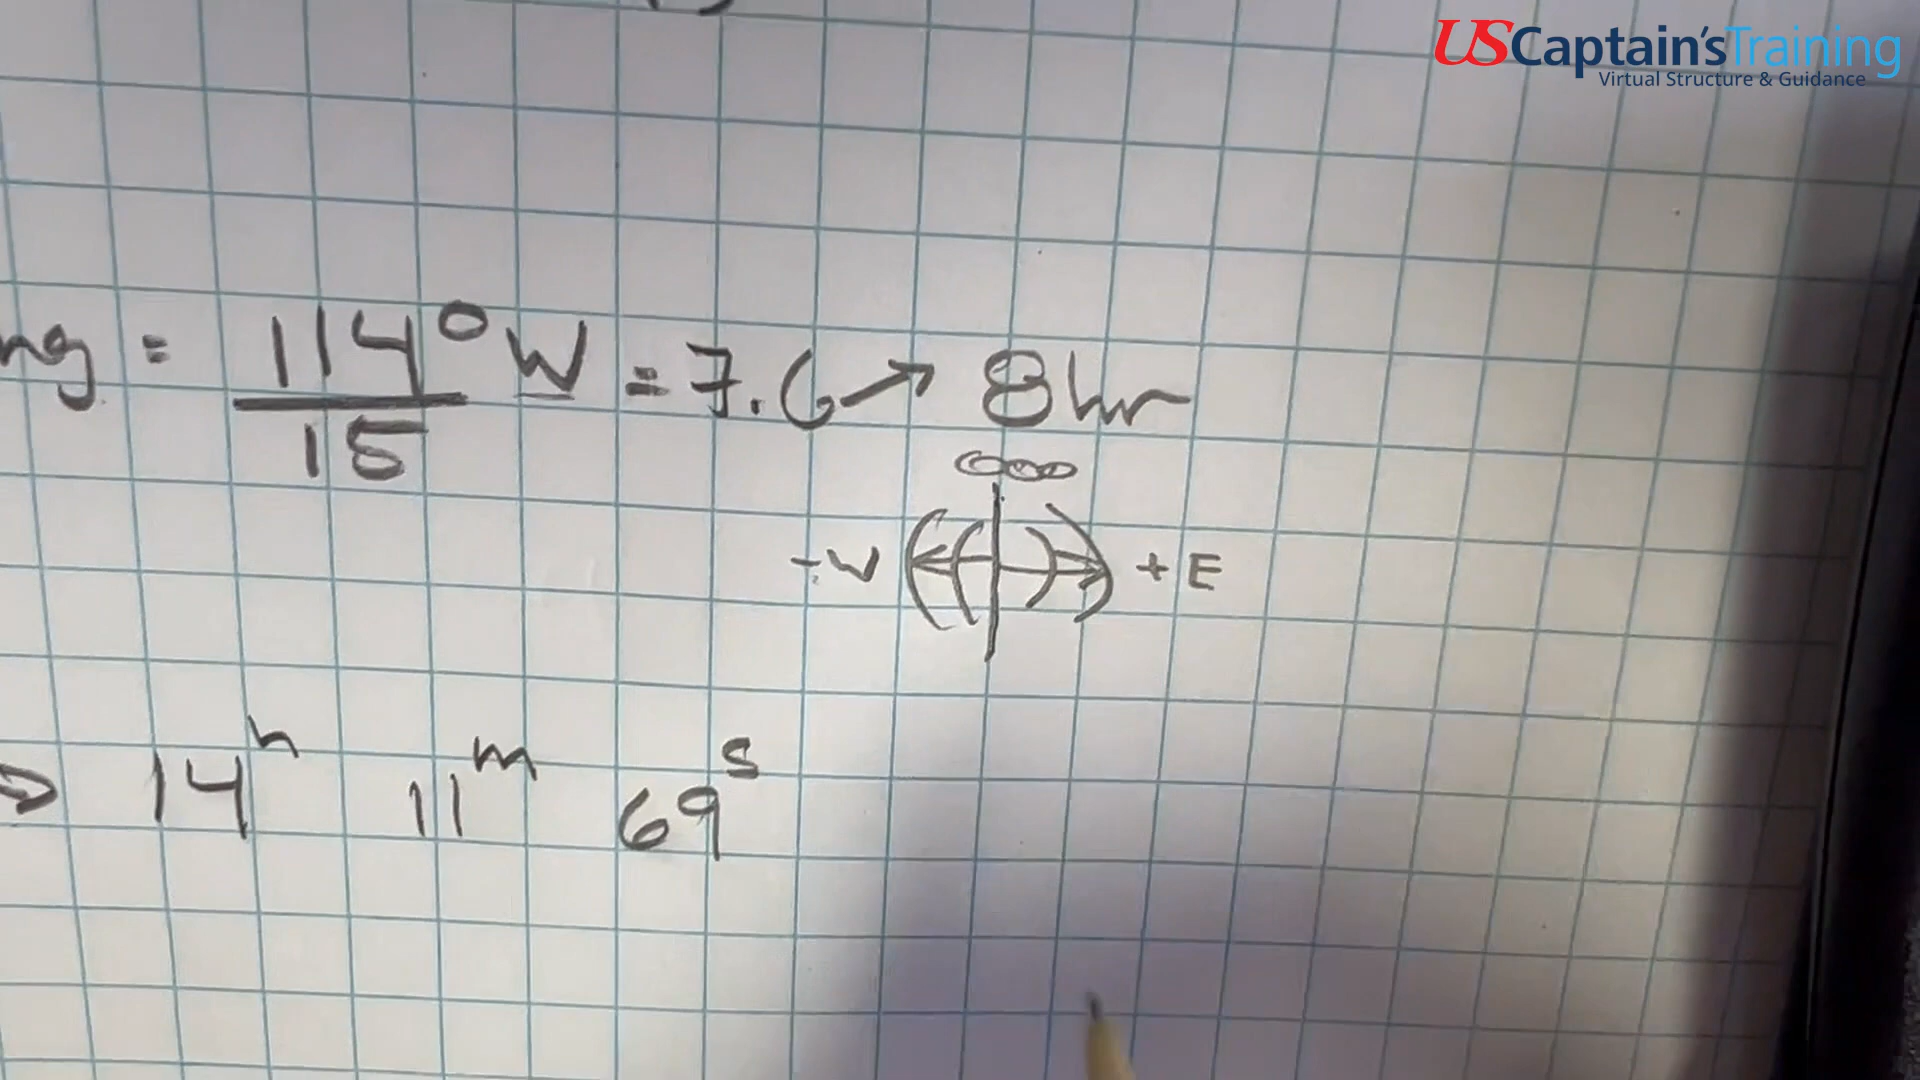 USCaptain'sTraining
Virtual Structure & Guidance
ng = 114° W = 7.6 → 8hr
15
000
-W + E
⇒ 14h 11m 69s